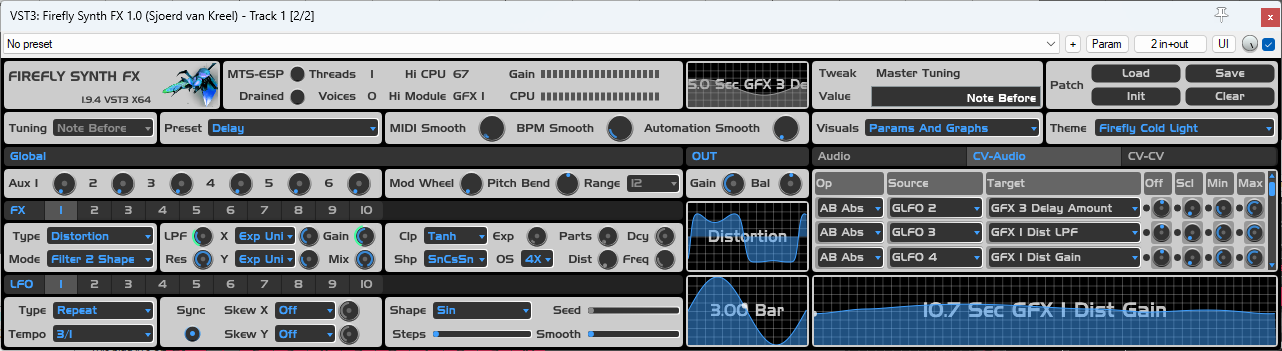 VST3: Firefly Synth FX 1.0 (Sjoerd van Kreel) - Track 1 [2/2] x
No preset + Param 2 in+out UI
FIREFLY SYNTH FX MTS-ESP Threads 1 Hi CPU 67 Gain 5.0 Sec GFX 3 De Tweak Master Tuning Patch Load Save
1.9.4 VST3 X64 Drained Voices 0 Hi Module GFX 1 CPU Value Note Before Init Clear
Tuning Note Before Preset Delay MIDI Smooth BPM Smooth Automation Smooth Visuals Params And Graphs Theme Firefly Cold Light
Global OUT Audio CV-Audio CV-CV
Aux 1 2 3 4 5 6 Mod Wheel Pitch Bend Range 12 Gain Bal Op Source Target Off Scl Min Max
FX 1 2 3 4 5 6 7 8 9 10 AB Abs GLFO 2 GFX 3 Delay Amount
Type Distortion LPF X Exp Uni Gain Clp Tanh Exp Parts Dcy Distortion AB Abs GLFO 3 GFX 1 Dist LPF
Mode Filter 2 Shape Res Y Exp Uni Mix Shp SnCsSn OS 4X Dist Freq AB Abs GLFO 4 GFX 1 Dist Gain
LFO 1 2 3 4 5 6 7 8 9 10
Type Repeat Sync Skew X Off Shape Sin Seed 3.00 Bar 10.7 Sec GFX 1 Dist Gain
Tempo 3/1 Skew Y Off Steps Smooth